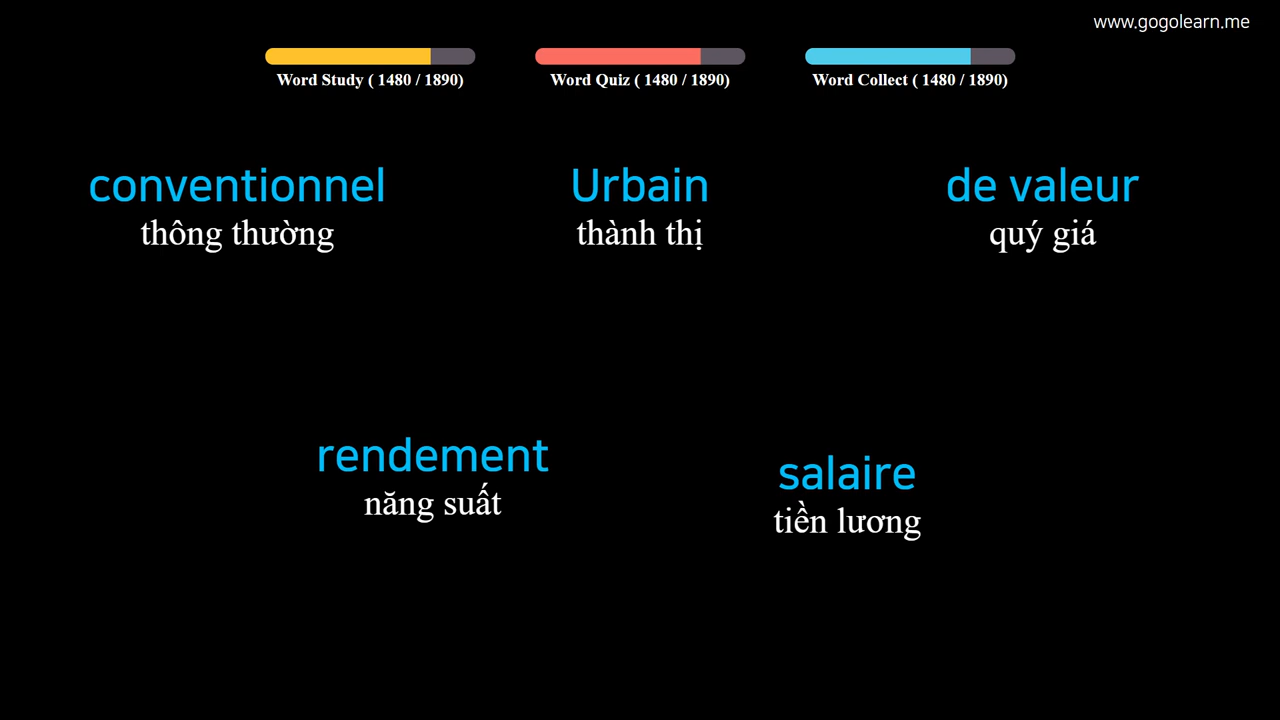 www.gogolearn.me
Word Study ( 1480 / 1890)
Word Quiz ( 1480 / 1890)
Word Collect ( 1480 / 1890)
conventionnel
thông thường
Urbain
thành thị
de valeur
quý giá
rendement
năng suất
salaire
tiền lương